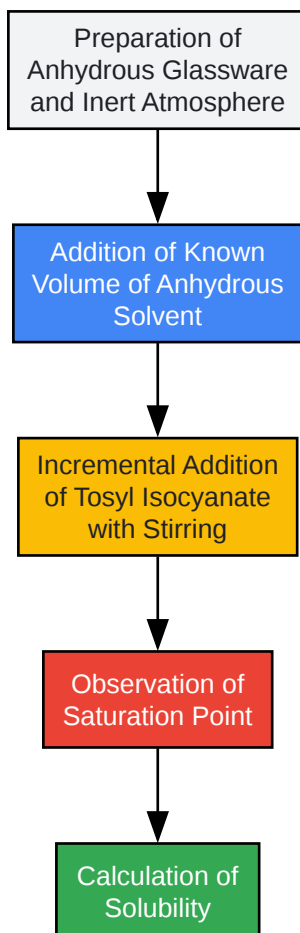 Preparation of
Anhydrous Glassware
and Inert Atmosphere
Addition of Known
Volume of Anhydrous
Solvent
Incremental Addition
of Tosyl Isocyanate
with Stirring
Observation of
Saturation Point
Calculation of
Solubility